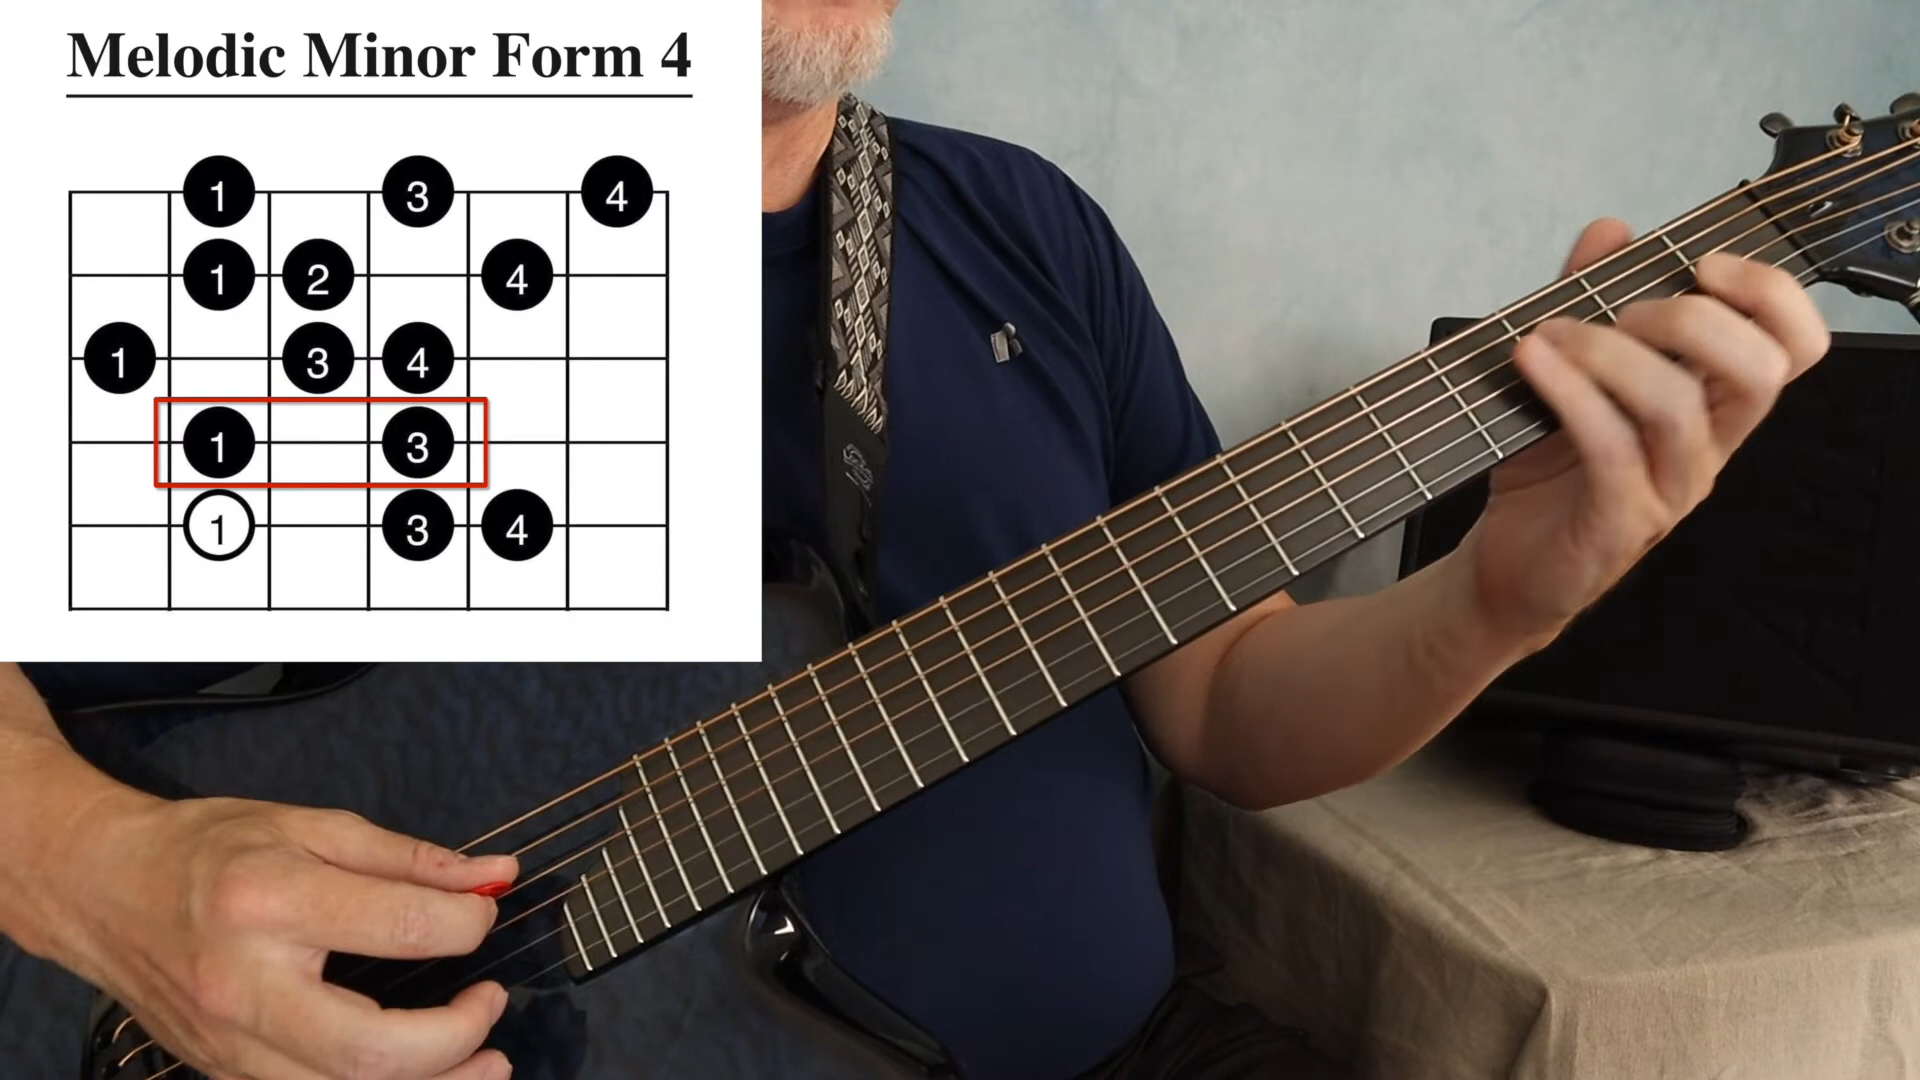 Melodic Minor Form 4
1 3 4
1 2 4
1 3 4
1 3
1 3 4